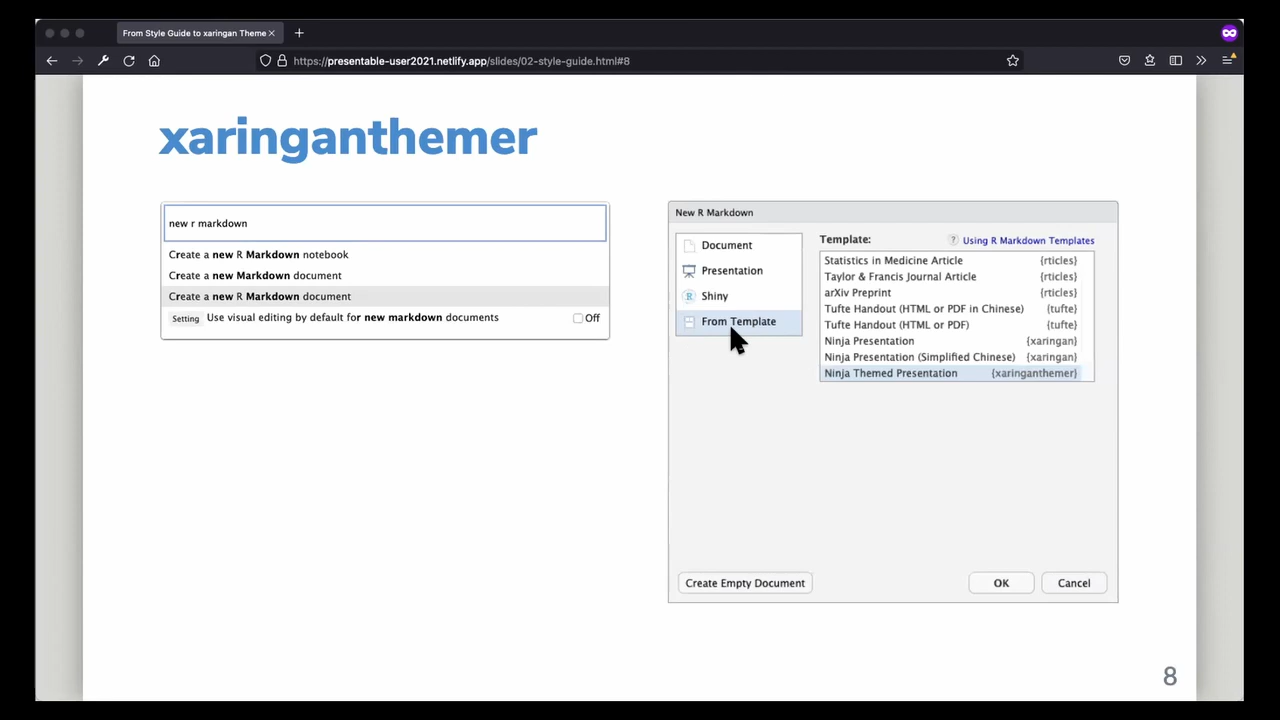 From Style Guide to xaringan Theme
https://presentable-user2021.netlify.app/slides/02-style-guide.html#8
xaringanthemer
new r markdown
Create a new R Markdown notebook
Create a new Markdown document
Create a new R Markdown document
Setting Use visual editing by default for new markdown documents Off
New R Markdown
Document
Presentation
Shiny
From Template
Template: ? Using R Markdown Templates
Statistics in Medicine Article {rticles}
Taylor & Francis Journal Article {rticles}
arXiv Preprint {rticles}
Tufte Handout (HTML or PDF in Chinese) {tufte}
Tufte Handout (HTML or PDF) {tufte}
Ninja Presentation {xaringan}
Ninja Presentation (Simplified Chinese) {xaringan}
Ninja Themed Presentation {xaringanthemer}
Create Empty Document OK Cancel
8